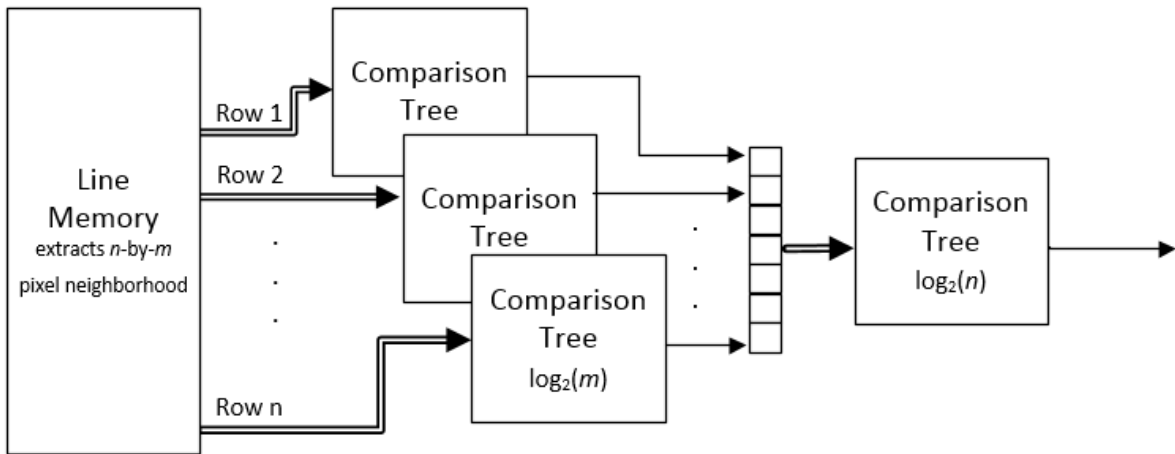 Line
Memory
extracts n-by-m
pixel neighborhood
Row 1
Row 2
Row n
Comparison
Tree
Comparison
Tree
Comparison
Tree
log₂(m)
Comparison
Tree
log₂(n)